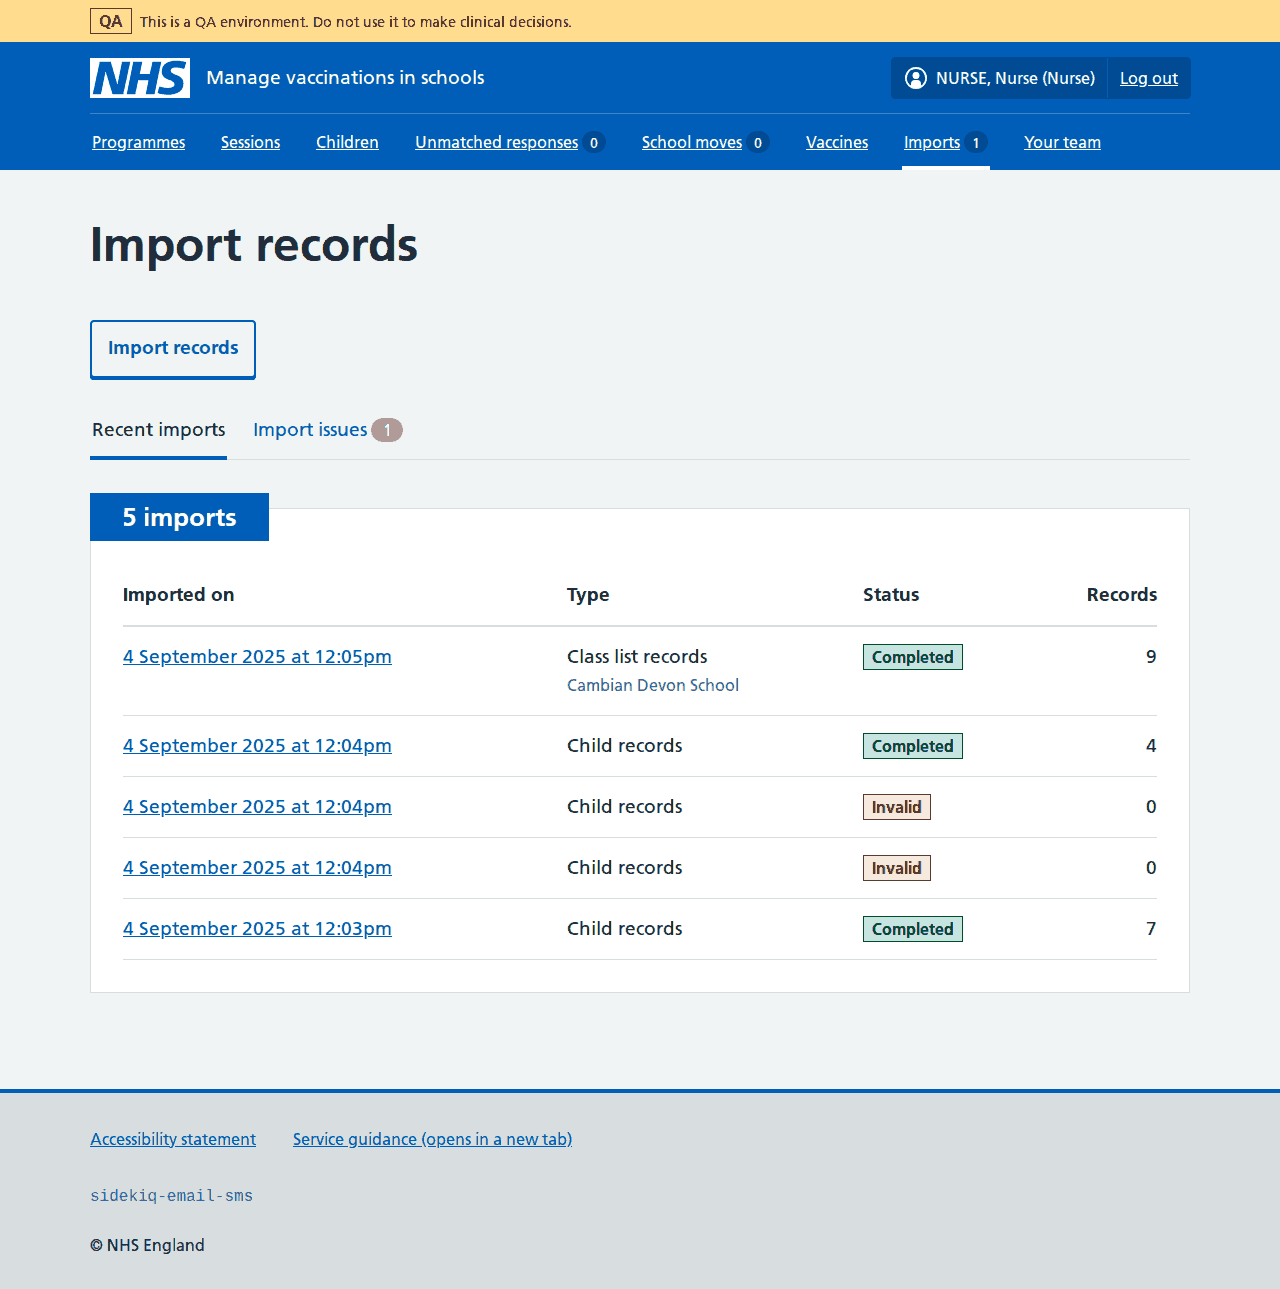 QA This is a QA environment. Do not use it to make clinical decisions.
NHS Manage vaccinations in schools NURSE, Nurse (Nurse) Log out
Programmes Sessions Children Unmatched responses 0 School moves 0 Vaccines Imports 1 Your team
Import records
Import records
Recent imports Import issues 1
5 imports
Imported on Type Status Records
4 September 2025 at 12:05pm Class list records Completed 9
Cambian Devon School
4 September 2025 at 12:04pm Child records Completed 4
4 September 2025 at 12:04pm Child records Invalid 0
4 September 2025 at 12:04pm Child records Invalid 0
4 September 2025 at 12:03pm Child records Completed 7
Accessibility statement Service guidance (opens in a new tab)
sidekiq-email-sms
© NHS England